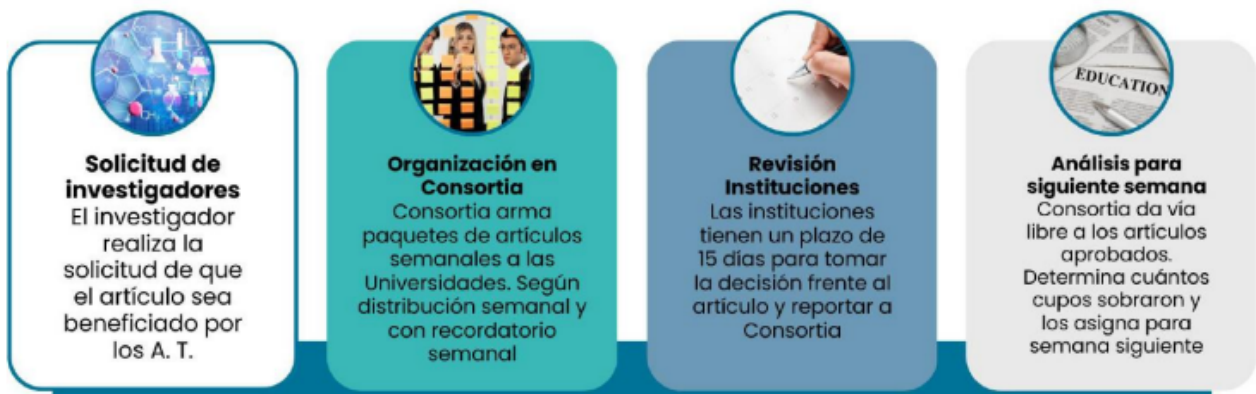 Solicitud de
investigadores
El investigador
realiza la
solicitud de que
el artículo sea
beneficiado por
los A. T.
Organización en
Consortia
Consortia arma
paquetes de artículos
semanales a las
Universidades. Según
distribución semanal y
con recordatorio
semanal
Revisión
Instituciones
Las instituciones
tienen un plazo de
15 días para tomar
la decisión frente al
artículo y reportar a
Consortia
EDUCATION
Análisis para
siguiente semana
Consortia da vía
libre a los artículos
aprobados.
Determina cuántos
cupos sobraron y
los asigna para
semana siguiente